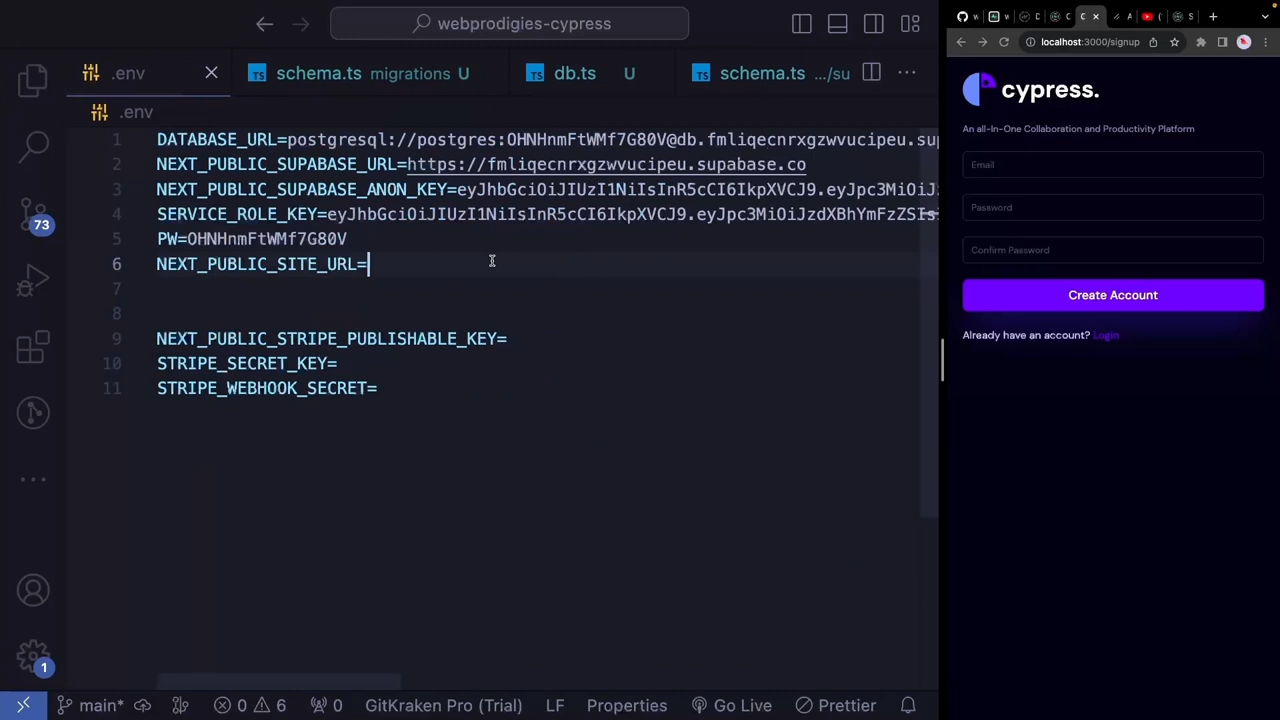 webprodigies-cypress
.env
schema.ts migrations U
db.ts U
schema.ts .../su
.env
1 DATABASE_URL=postgresql://postgres:OHNHnmFtWMf7G80V@db.fmliqecnrxgzwvucipeu.su
2 NEXT_PUBLIC_SUPABASE_URL=https://fmliqecnrxgzwvucipeu.supabase.co
3 NEXT_PUBLIC_SUPABASE_ANON_KEY=eyJhbGciOiJIUzI1NiIsInR5cCI6IkpXVCJ9.eyJpc3MiOiJ
4 SERVICE_ROLE_KEY=eyJhbGciOiJIUzI1NiIsInR5cCI6IkpXVCJ9.eyJpc3MiOiJzdXBhYmFzZSIs
5 PW=OHNHnmFtWMf7G80V
6 NEXT_PUBLIC_SITE_URL=
7
8
9 NEXT_PUBLIC_STRIPE_PUBLISHABLE_KEY=
10 STRIPE_SECRET_KEY=
11 STRIPE_WEBHOOK_SECRET=
73
1
main*
0
6
0
GitKraken Pro (Trial)
LF
Properties
Go Live
Prettier
localhost:3000/signup
cypress.
An all-In-One Collaboration and Productivity Platform
Email
Password
Confirm Password
Create Account
Already have an account? Login